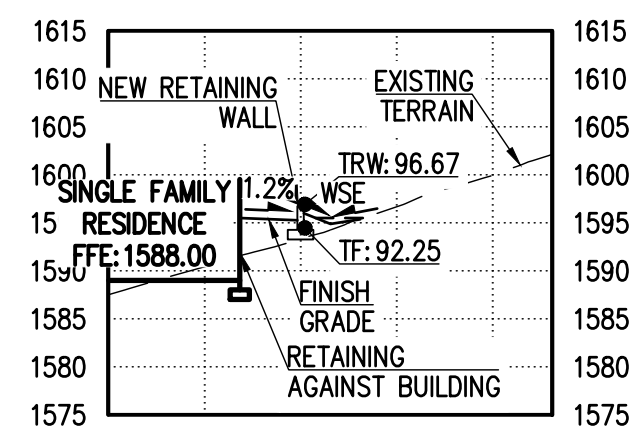 1615 1615
1610 1610
NEW RETAINING
WALL
EXISTING
TERRAIN
1605 1605
TRW: 96.67
1600 1600
SINGLE FAMILY
RESIDENCE
FFE: 1588.00
1.2%
WSE
15 1595
TF: 92.25
1590 1590
FINISH
GRADE
1585 1585
RETAINING
AGAINST BUILDING
1580 1580
1575 1575